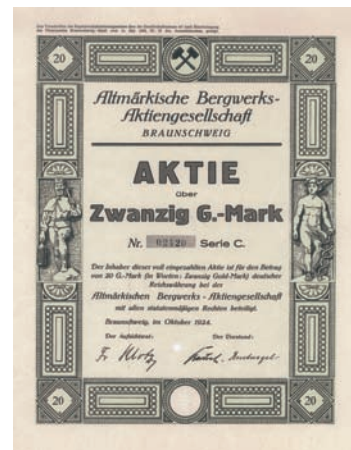 20
20
Altmärkische Bergwerks-
Aktiengesellschaft
BRAUNSCHWEIG
AKTIE
über
Zwanzig G.-Mark
Nr. 02120 Serie C.
Der Inhaber dieser voll eingezahlten Aktie ist für den Betrag
von 20 G.-Mark (in Worten: Zwanzig Gold-Mark) deutscher
Reichswährung bei der
Altmärkischen Bergwerks - Aktiengesellschaft
mit allen statutenmäßigen Rechten beteiligt.
Braunschweig, im Oktober 1924.
Der Aufsichtsrat: Der Vorstand:
Fr Klotz
20
20